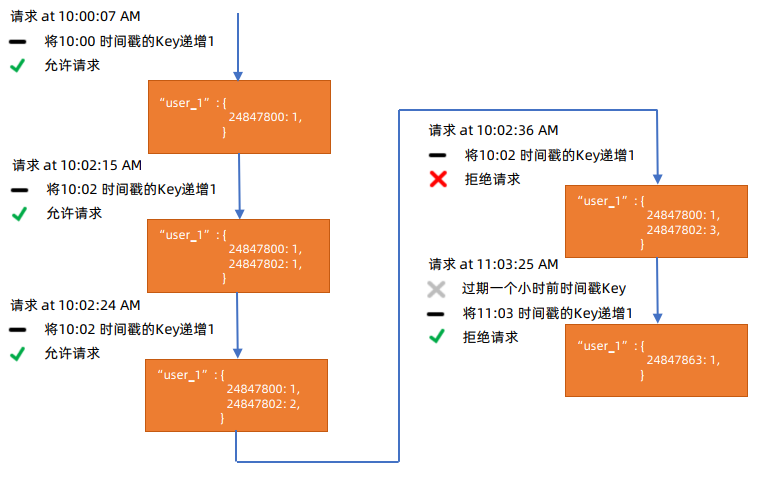 请求 at 10:00:07 AM
将10:00 时间戳的Key递增1
允许请求
“user_1” : {
24847800: 1,
}
请求 at 10:02:15 AM
将10:02 时间戳的Key递增1
允许请求
“user_1” : {
24847800: 1,
24847802: 1,
}
请求 at 10:02:24 AM
将10:02 时间戳的Key递增1
允许请求
“user_1” : {
24847800: 1,
24847802: 2,
}
请求 at 10:02:36 AM
将10:02 时间戳的Key递增1
拒绝请求
“user_1” : {
24847800: 1,
24847802: 3,
}
请求 at 11:03:25 AM
过期一个小时前时间戳Key
将11:03 时间戳的Key递增1
拒绝请求
“user_1” : {
24847863: 1,
}